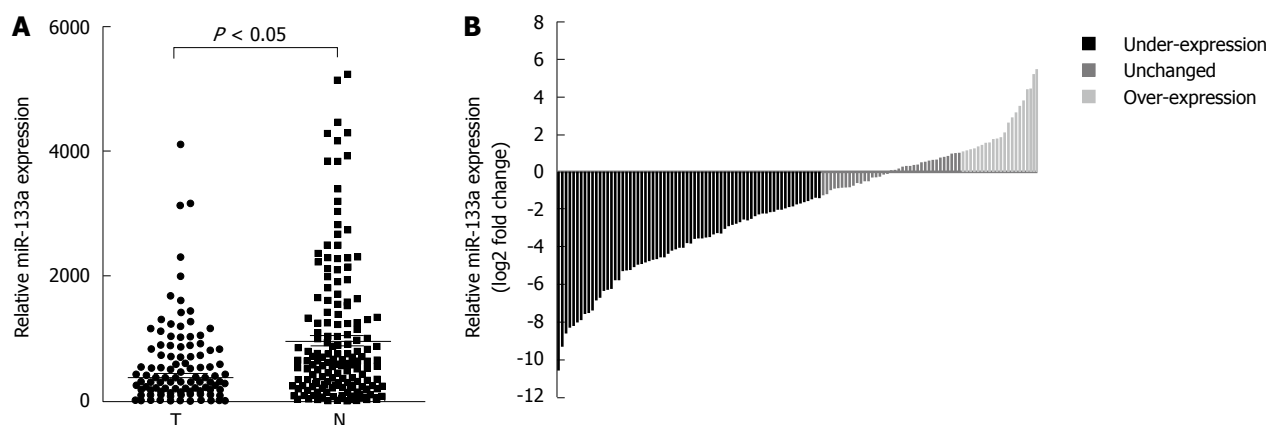 A
Relative miR-133a expression
6000
4000
2000
0
P < 0.05
T
N
B
Relative miR-133a expression
(log2 fold change)
8
6
4
2
0
-2
-4
-6
-8
-10
-12
Under-expression
Unchanged
Over-expression